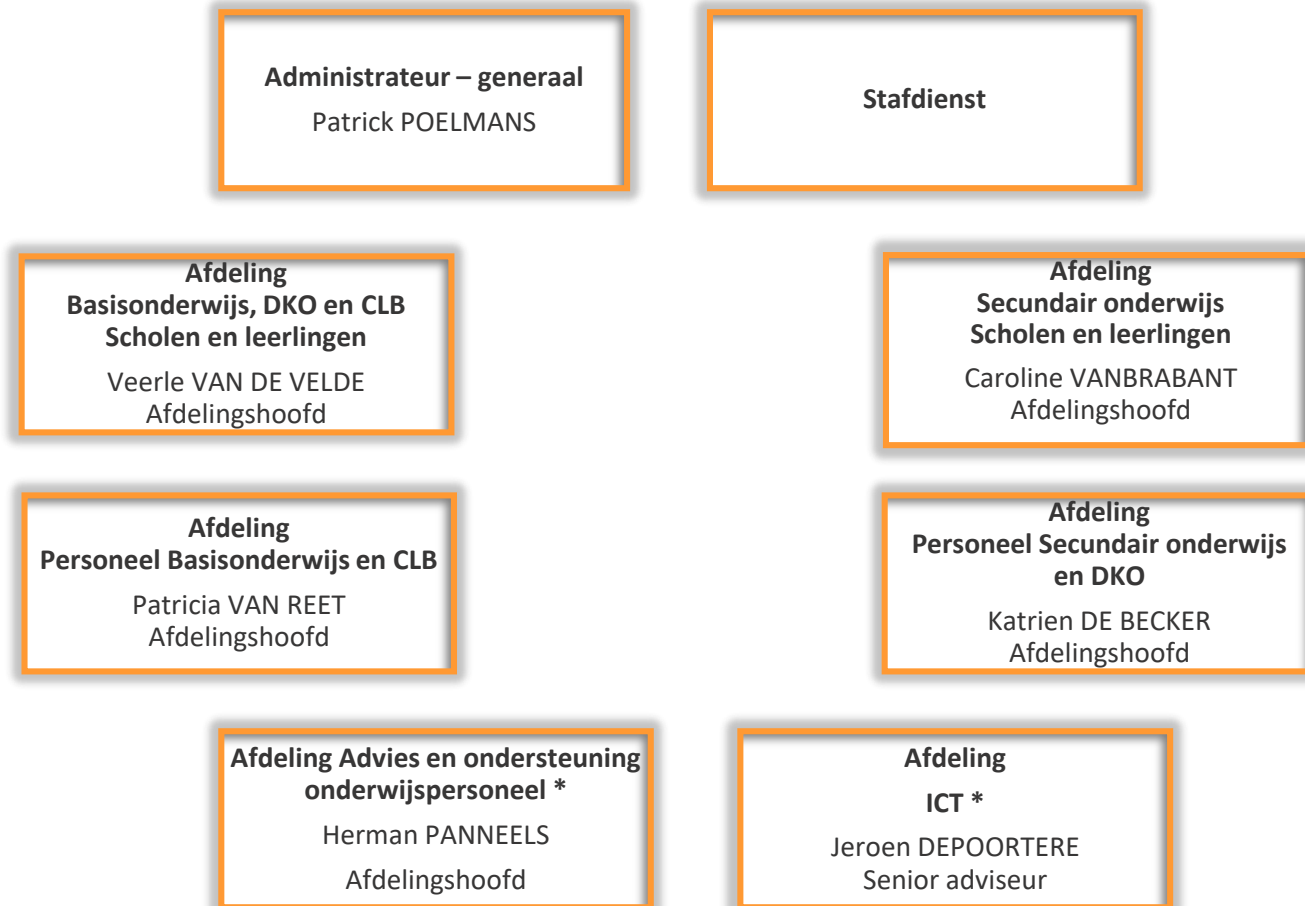 Administrateur – generaal
Patrick POELMANS
Stafdienst
Afdeling
Basisonderwijs, DKO en CLB
Scholen en leerlingen
Veerle VAN DE VELDE
Afdelingshoofd
Afdeling
Secundair onderwijs
Scholen en leerlingen
Caroline VANBRABANT
Afdelingshoofd
Afdeling
Personeel Basisonderwijs en CLB
Patricia VAN REET
Afdelingshoofd
Afdeling
Personeel Secundair onderwijs
en DKO
Katrien DE BECKER
Afdelingshoofd
Afdeling Advies en ondersteuning
onderwijspersoneel *
Herman PANNEELS
Afdelingshoofd
Afdeling
ICT *
Jeroen DEPOORTERE
Senior adviseur